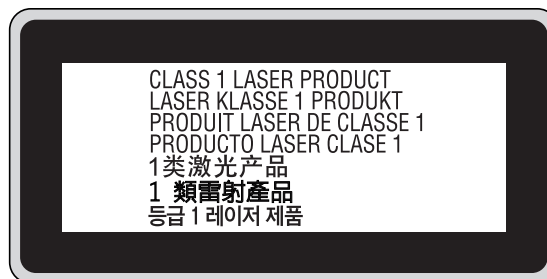 CLASS 1 LASER PRODUCT
LASER KLASSE 1 PRODUKT
PRODUIT LASER DE CLASSE 1
PRODUCTO LASER CLASE 1
1类激光产品
1 類雷射產品
등급 1 레이저 제품